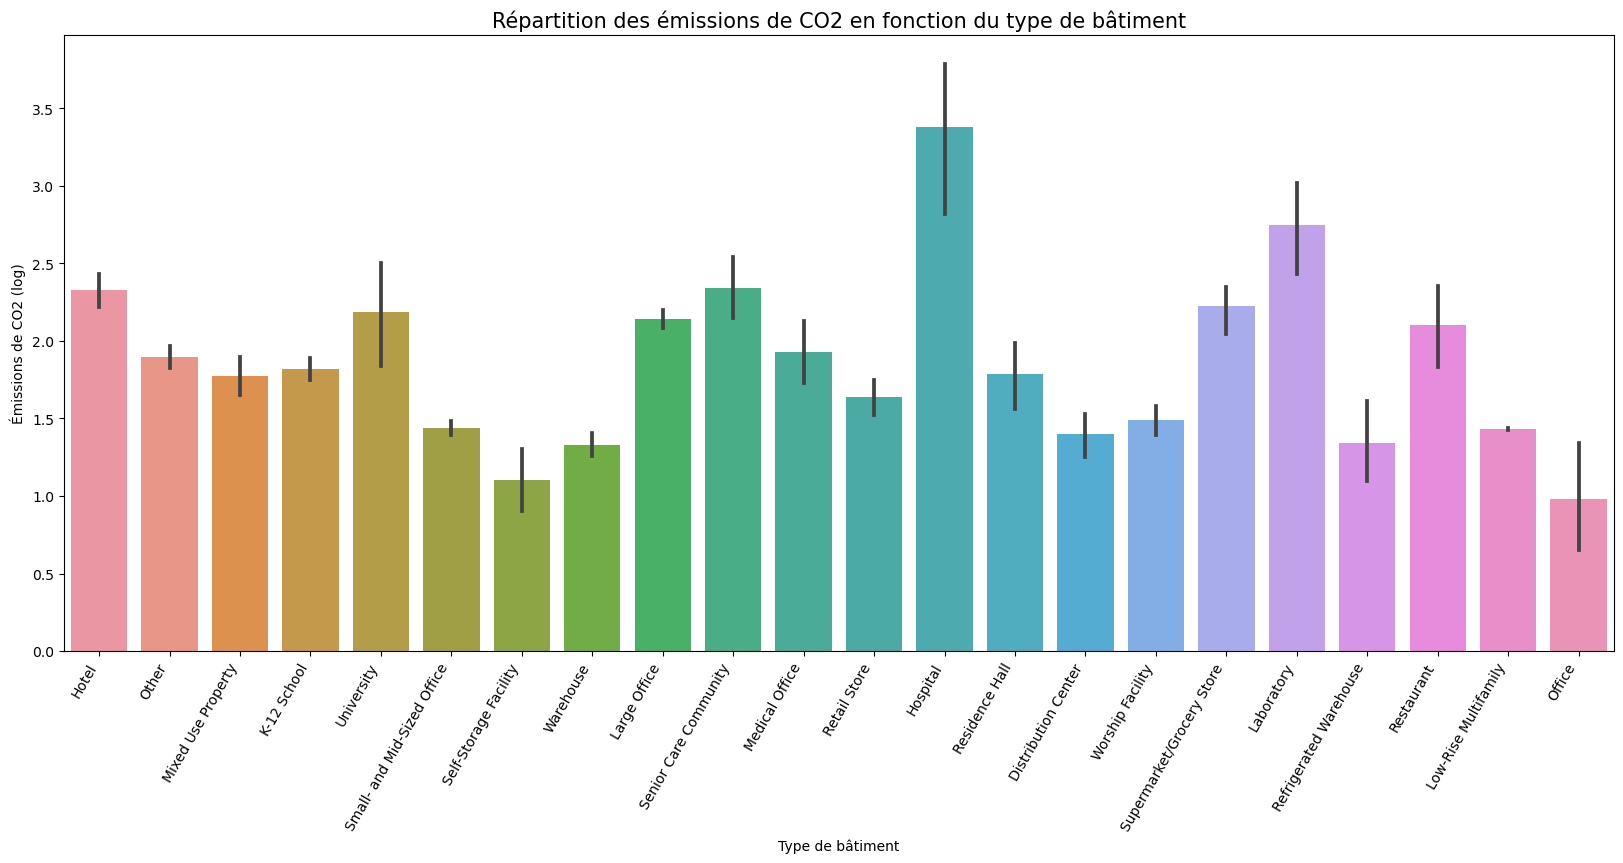 Répartition des émissions de CO2 en fonction du type de bâtiment
Émissions de CO2 (log)
3.5
3.0
2.5
2.0
1.5
1.0
0.5
0.0
Hotel
Other
Mixed Use Property
K-12 School
University
Small- and Mid-Sized Office
Self-Storage Facility
Warehouse
Large Office
Senior Care Community
Medical Office
Retail Store
Hospital
Residence Hall
Distribution Center
Worship Facility
Supermarket/Grocery Store
Laboratory
Refrigerated Warehouse
Restaurant
Low-Rise Multifamily
Office
Type de bâtiment